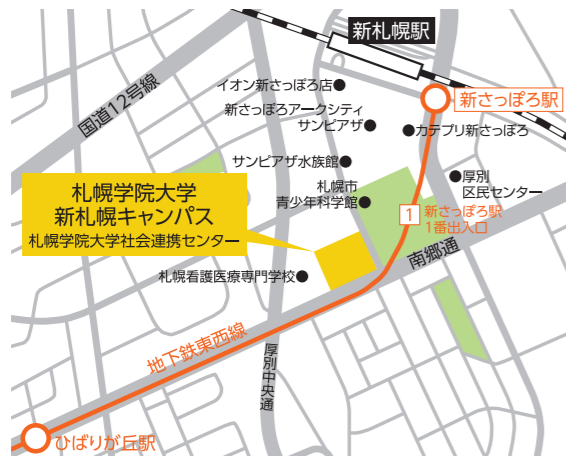 新札幌駅
国道12号線
イオン新さっぽろ店
新さっぽろ駅
新さっぽろアークシティ
サンピアザ
カテプリ新さっぽろ
サンピアザ水族館
厚別
区民センター
札幌市
青少年科学館
札幌学院大学
新札幌キャンパス
札幌学院大学社会連携センター
1
新さっぽろ駅
1番出入口
南郷通
札幌看護医療専門学校
地下鉄東西線
厚別中央通
ひばりが丘駅